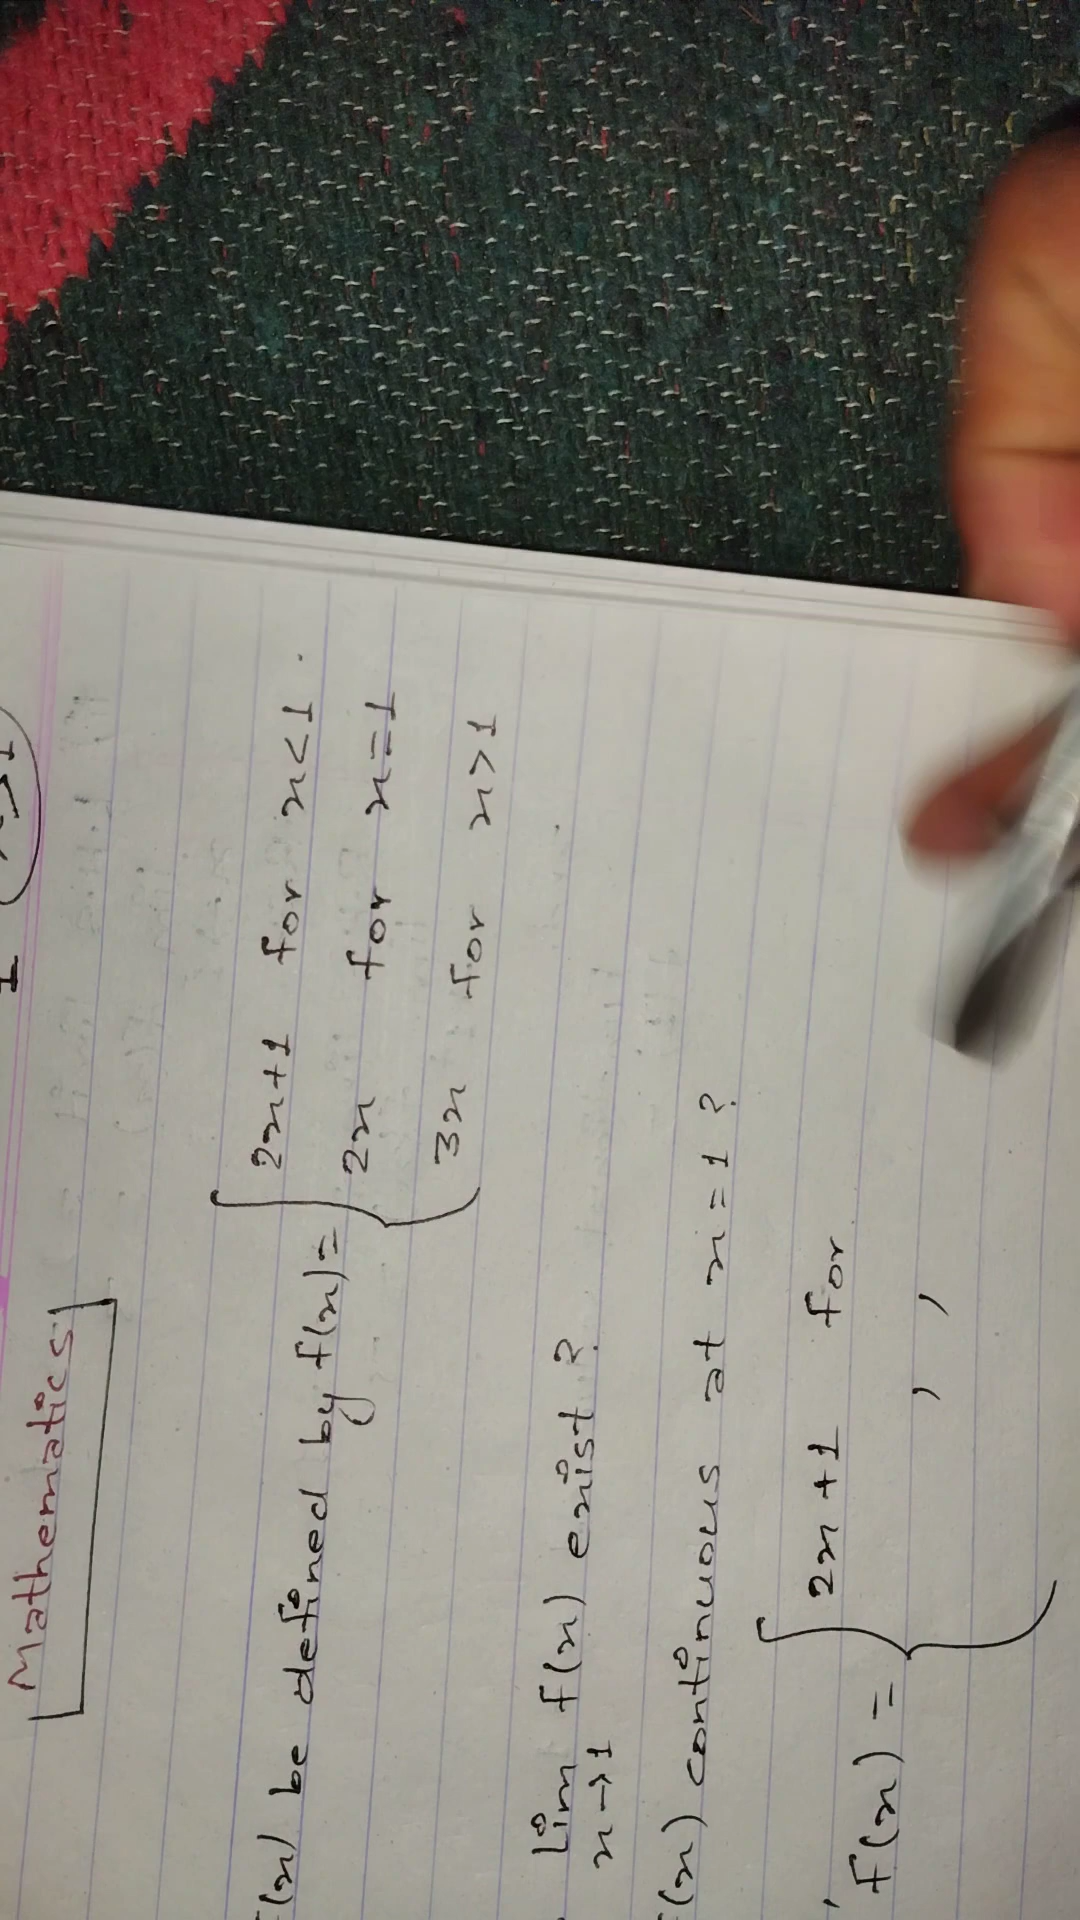 Mathematics
f(x) be defined by f(x) = { 2x+1 for x<1.
2x for x=1
3x for x>1
lim f(x) exist?
x→1
f(x) continuous at x=1?
f(x) = { 2x+1 for
, ,